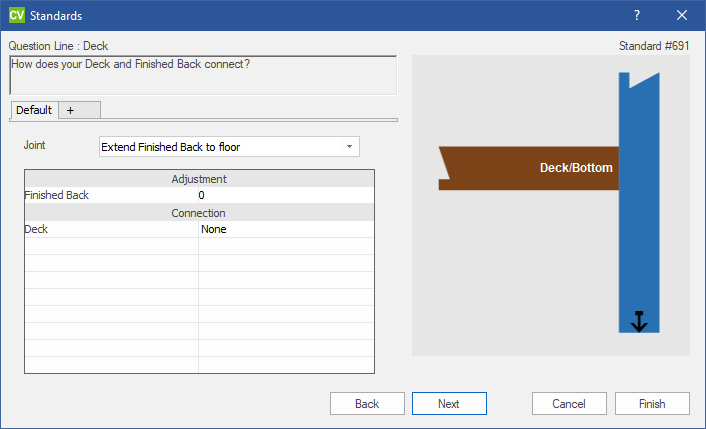 CV Standards ?
Question Line : Deck Standard #691
How does your Deck and Finished Back connect?
Default +
Joint Extend Finished Back to floor
Adjustment
Finished Back 0
Connection
Deck None
Deck/Bottom
Back Next Cancel Finish